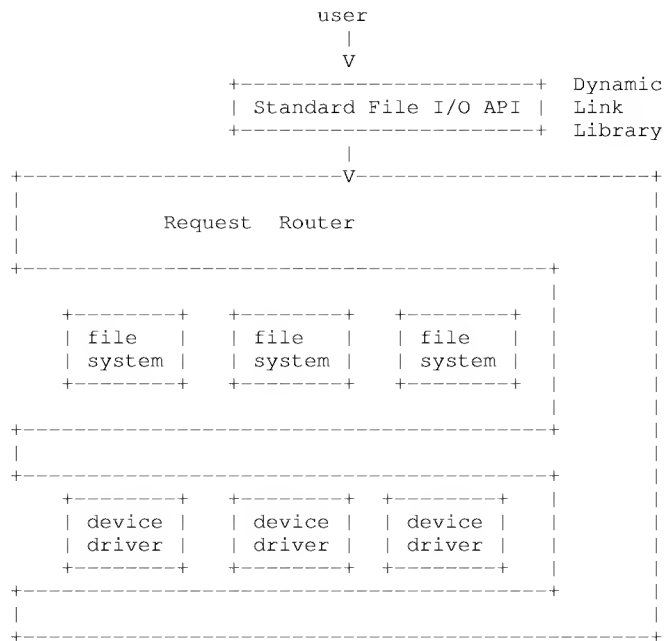 user
Dynamic
Standard File I/O API Link
Library
Request Router
file file file
system system system
device device device
driver driver driver